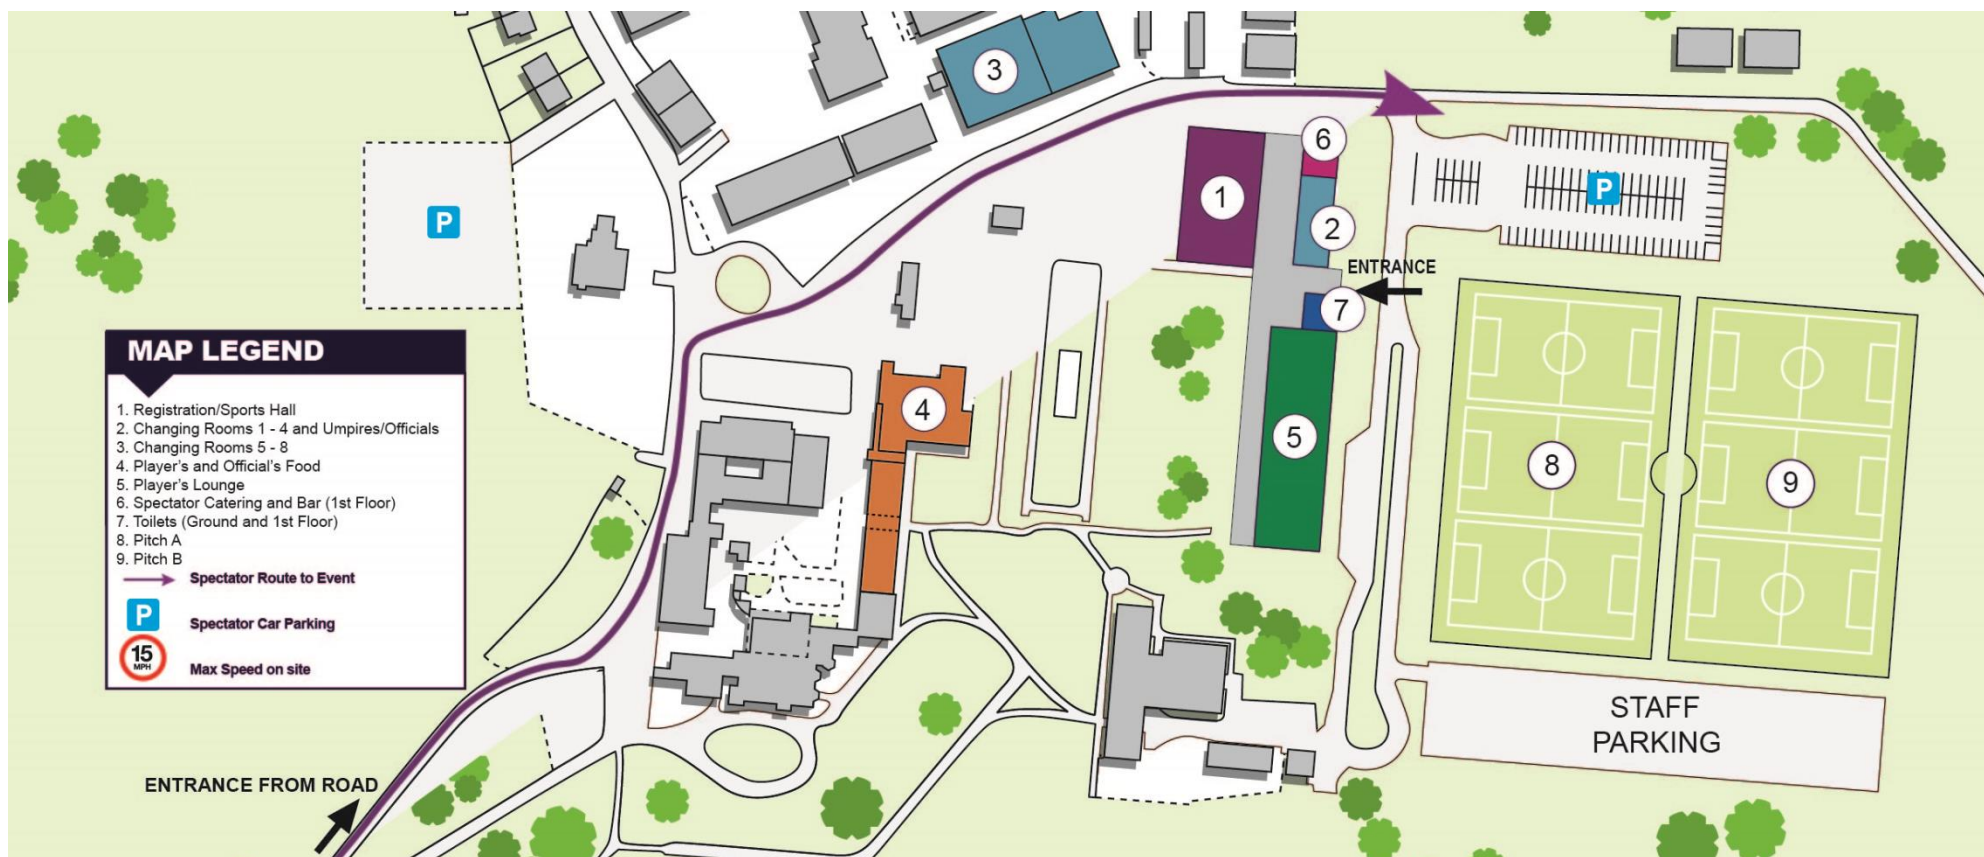 3
6
1
P
2
P
ENTRANCE
7
MAP LEGEND
1. Registration/Sports Hall
2. Changing Rooms 1 - 4 and Umpires/Officials
3. Changing Rooms 5 - 8
4. Player's and Official's Food
5. Player's Lounge
6. Spectator Catering and Bar (1st Floor)
7. Toilets (Ground and 1st Floor)
8. Pitch A
9. Pitch B
Spectator Route to Event
P
Spectator Car Parking
15
MPH
Max Speed on site
4
5
8
9
STAFF
PARKING
ENTRANCE FROM ROAD